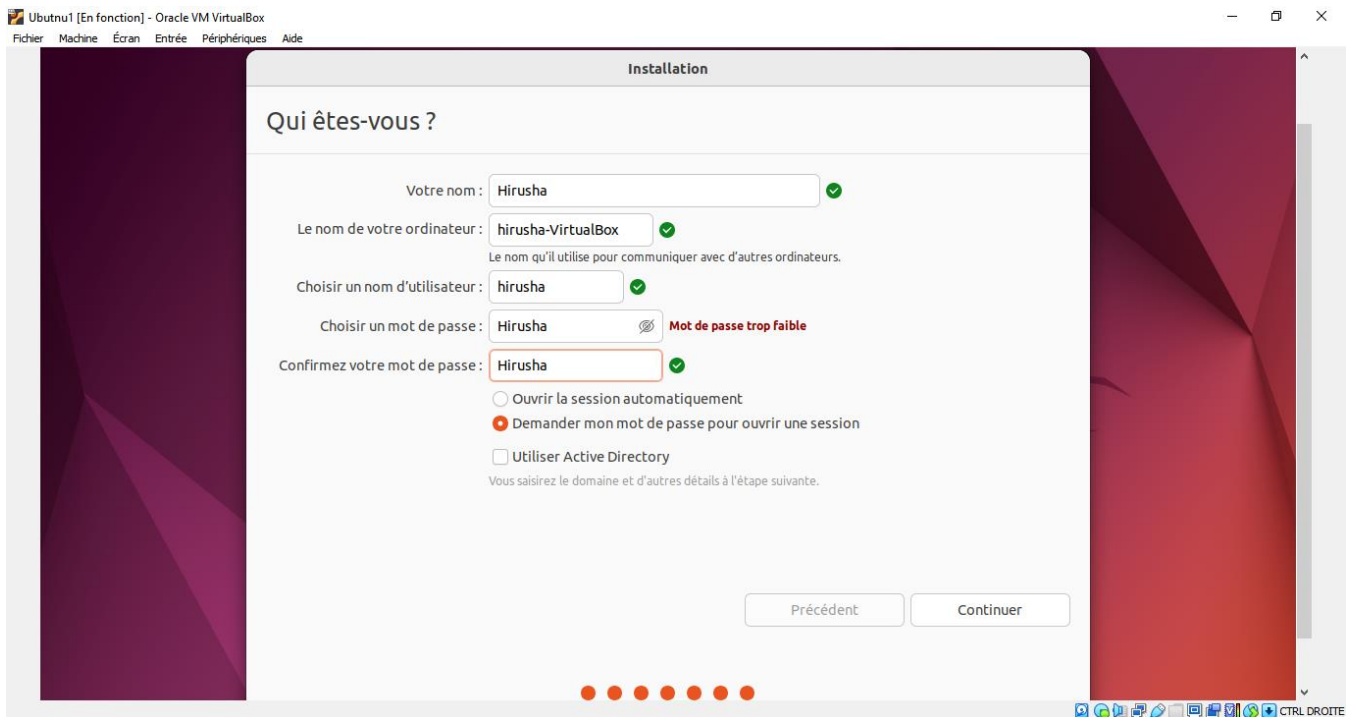 Ubutnu1 [En fonction] - Oracle VM VirtualBox
Fichier Machine Écran Entrée Périphériques Aide
Installation
Qui êtes-vous ?
Votre nom : Hirusha
Le nom de votre ordinateur : hirusha-VirtualBox
Le nom qu'il utilise pour communiquer avec d'autres ordinateurs.
Choisir un nom d'utilisateur : hirusha
Choisir un mot de passe : Hirusha Mot de passe trop faible
Confirmez votre mot de passe : Hirusha
Ouvrir la session automatiquement
Demander mon mot de passe pour ouvrir une session
Utiliser Active Directory
Vous saisirez le domaine et d'autres détails à l'étape suivante.
Précédent Continuer
CTRL DROITE